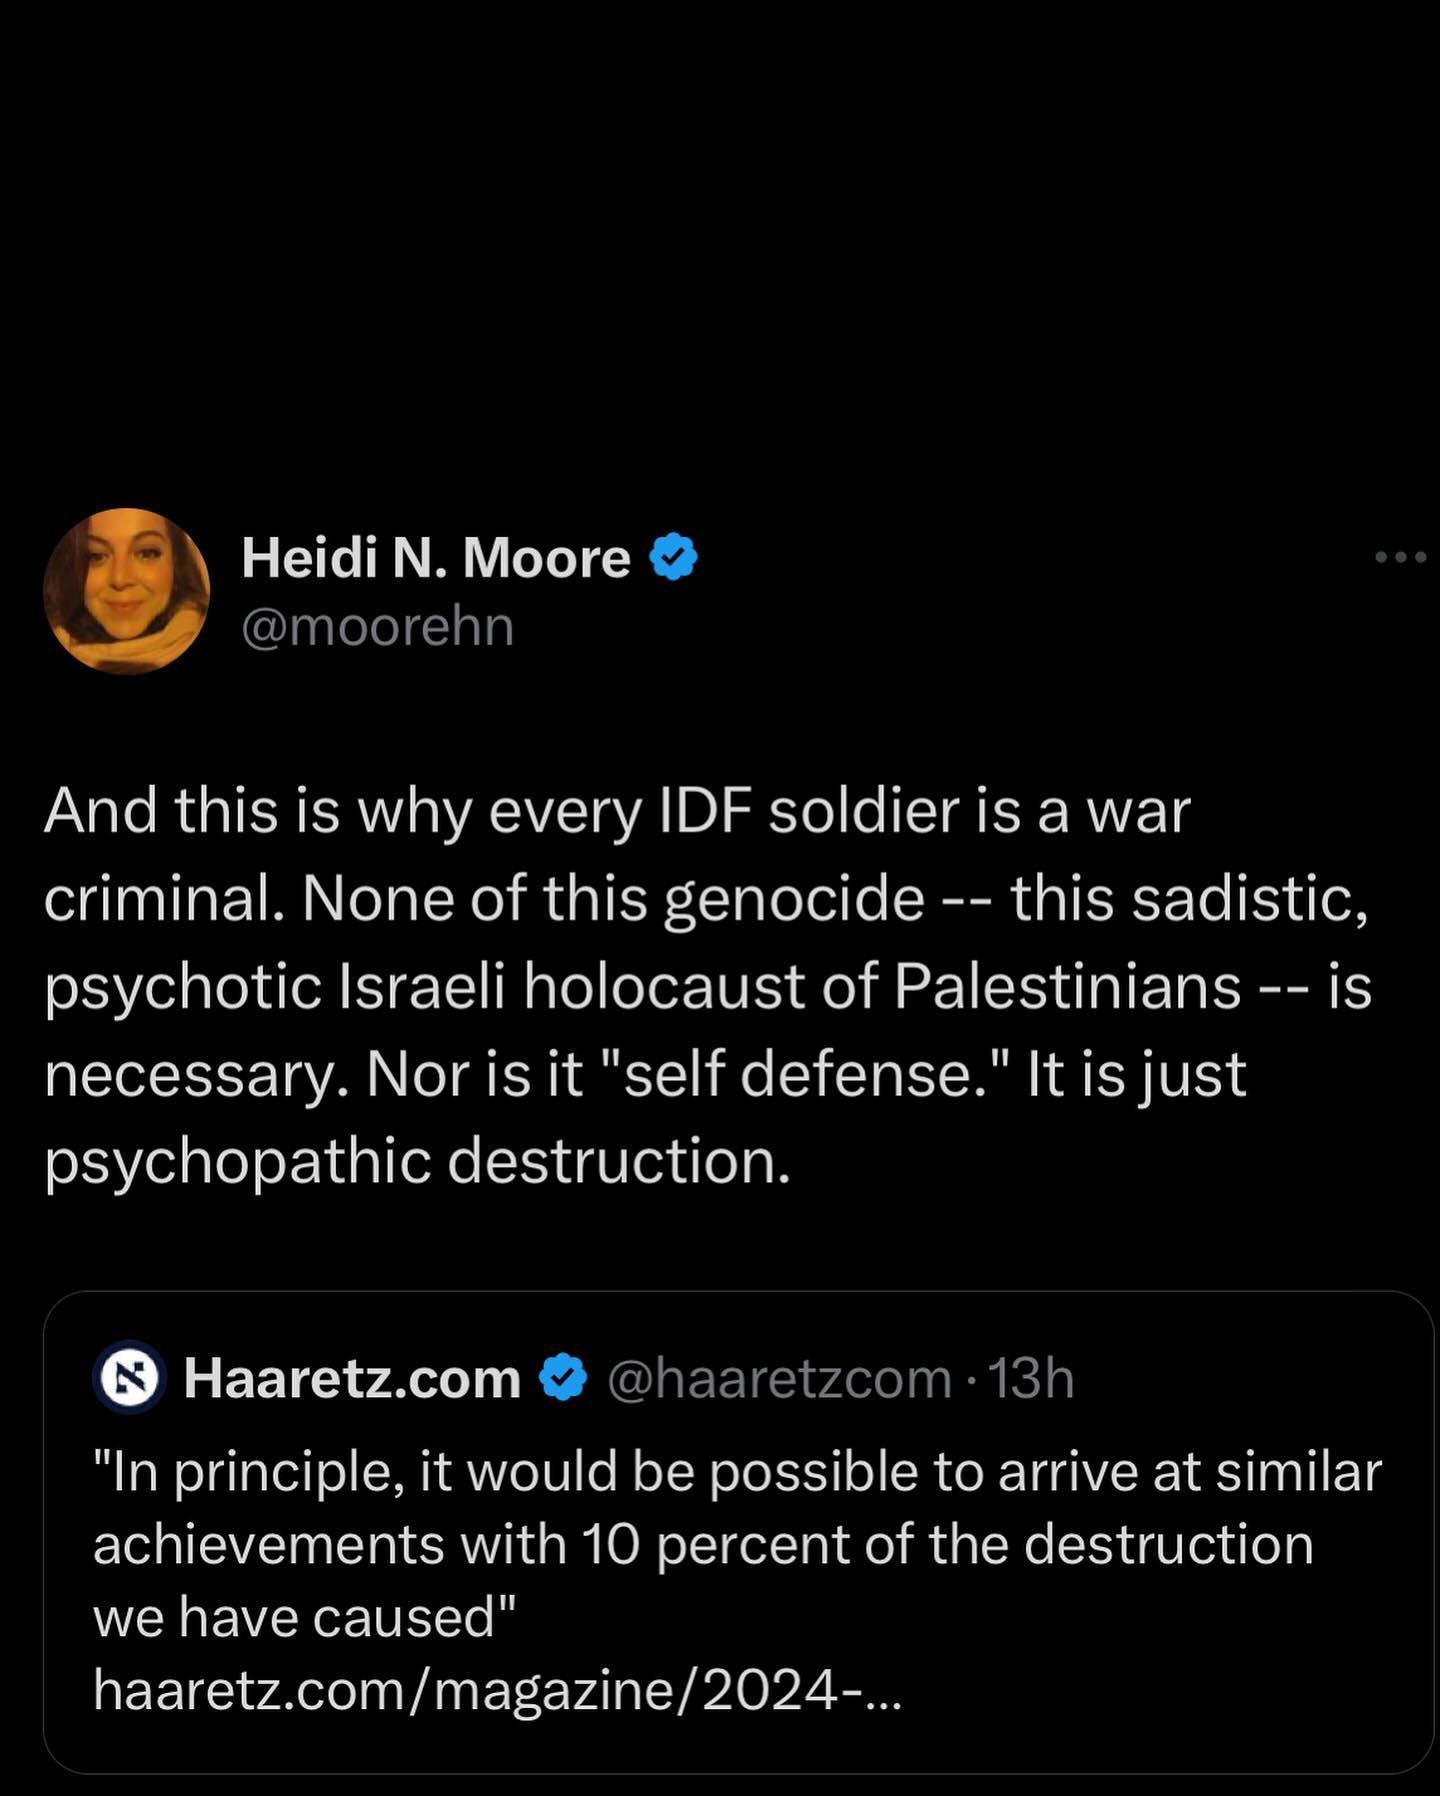 Heidi N. Moore
@moorehn
And this is why every IDF soldier is a war
criminal. None of this genocide -- this sadistic,
psychotic Israeli holocaust of Palestinians -- is
necessary. Nor is it "self defense." It is just
psychopathic destruction.
Haaretz.com @haaretzcom · 13h
"In principle, it would be possible to arrive at similar
achievements with 10 percent of the destruction
we have caused"
haaretz.com/magazine/2024-...